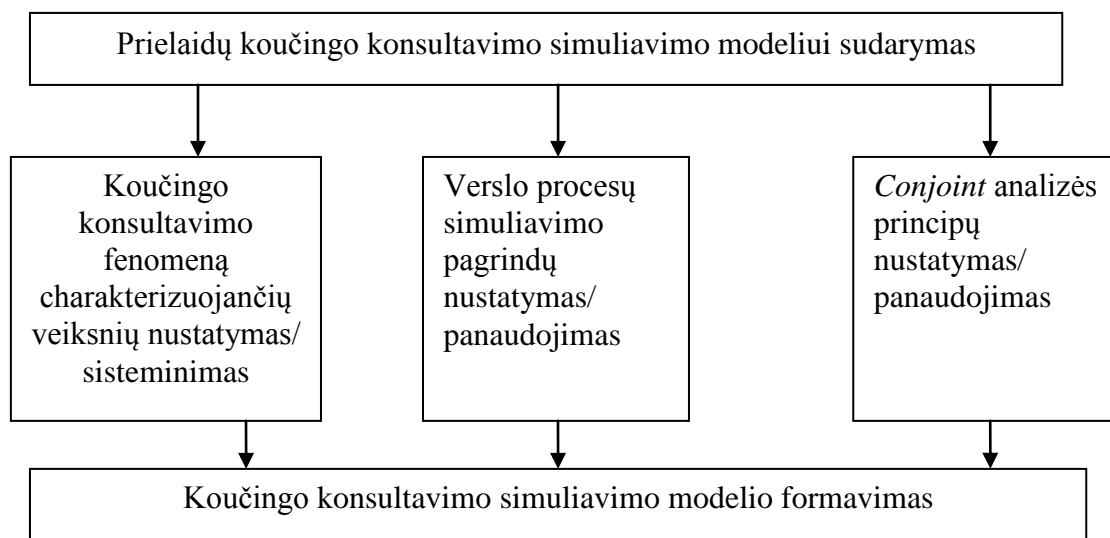 Prielaidų koučingo konsultavimo simuliavimo modeliui sudarymas
Koučingo
konsultavimo
fenomeną
charakterizuojančių
veiksnių nustatymas/
sisteminimas
Verslo procesų
simuliavimo
pagrindų
nustatymas/
panaudojimas
Conjoint analizės
principų
nustatymas/
panaudojimas
Koučingo konsultavimo simuliavimo modelio formavimas